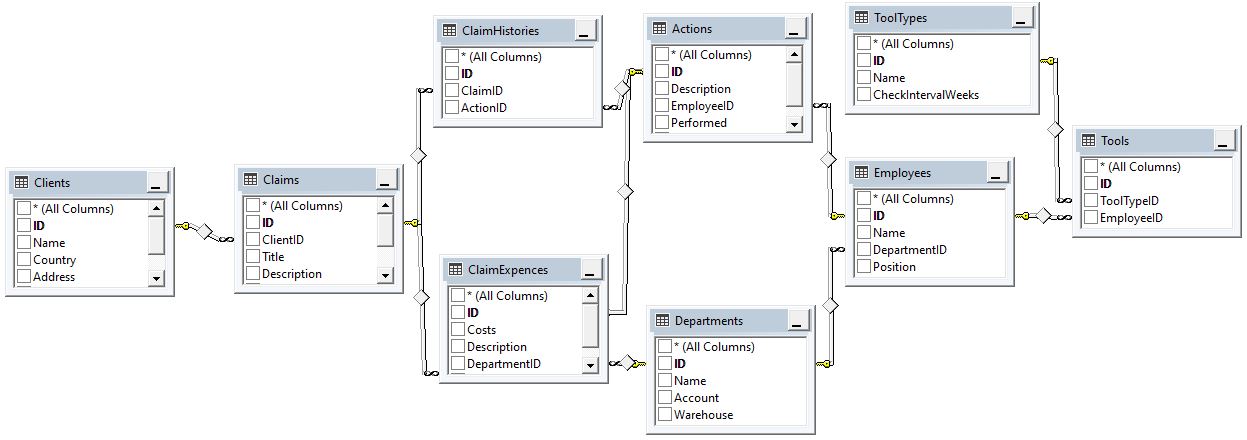 Clients
* (All Columns)
ID
Name
Country
Address
Claims
* (All Columns)
ID
ClientID
Title
Description
ClaimHistories
* (All Columns)
ID
ClaimID
ActionID
ClaimExpences
* (All Columns)
ID
Costs
Description
DepartmentID
Actions
* (All Columns)
ID
Description
EmployeeID
Performed
Departments
* (All Columns)
ID
Name
Account
Warehouse
ToolTypes
* (All Columns)
ID
Name
CheckIntervalWeeks
Employees
* (All Columns)
ID
Name
DepartmentID
Position
Tools
* (All Columns)
ID
ToolTypeID
EmployeeID